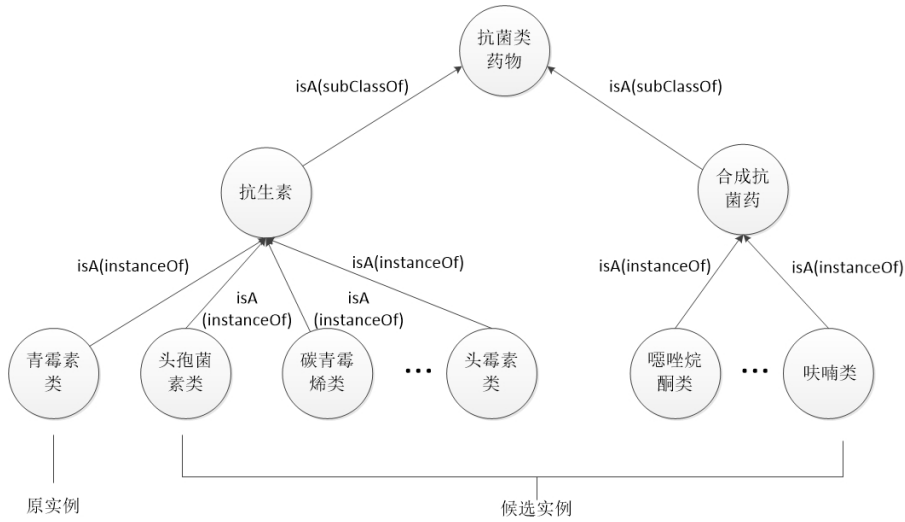 抗菌类
药物
isA(subClassOf)
isA(subClassOf)
抗生素
合成抗
菌药
isA(instanceOf)
isA
(instanceOf)
isA
(instanceOf)
isA(instanceOf)
isA(instanceOf)
isA(instanceOf)
青霉素
类
头孢菌
素类
碳青霉
烯类
•••
头霉素
类
噁唑烷
酮类
•••
呋喃类
原实例
候选实例